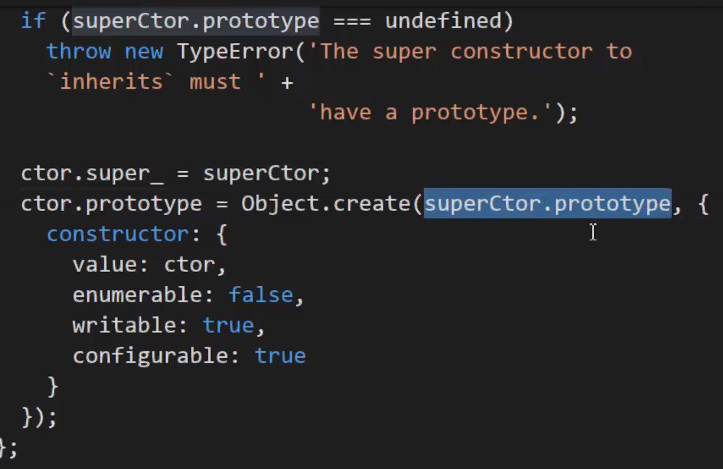 if (superCtor.prototype === undefined)
throw new TypeError('The super constructor to
`inherits` must ' +
'have a prototype.');
ctor.super_ = superCtor;
ctor.prototype = Object.create(superCtor.prototype, {
constructor: {
value: ctor,
enumerable: false,
writable: true,
configurable: true
}
});
};